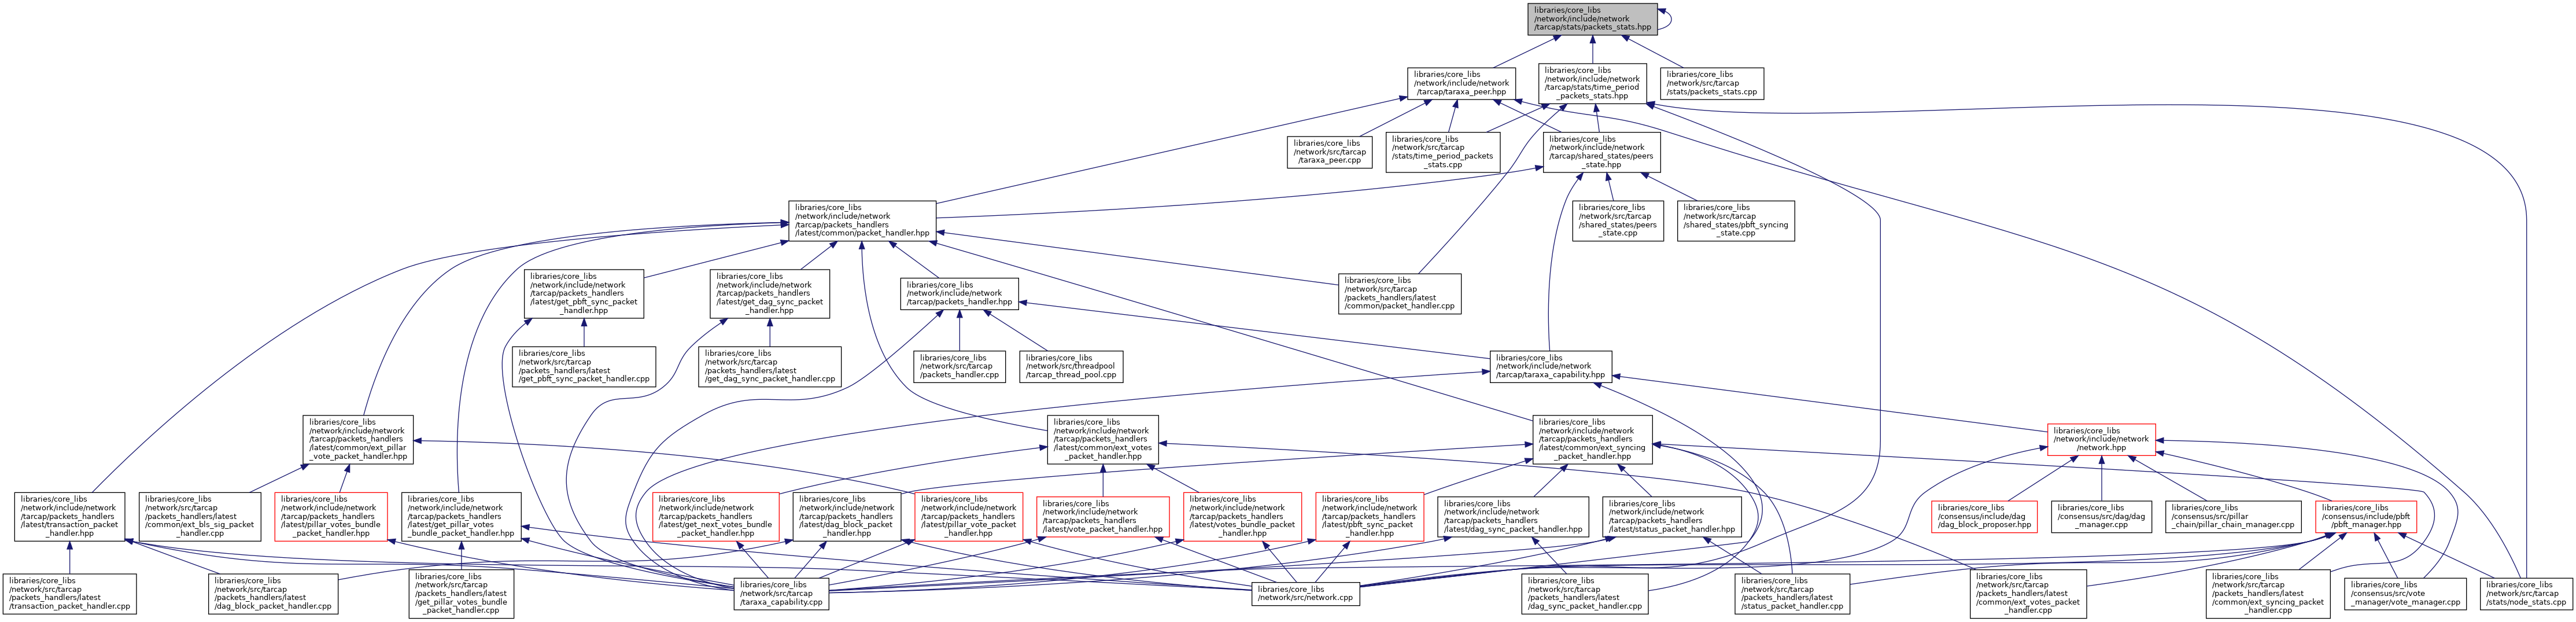 libraries/core_libs
/network/include/network
/tarcap/stats/packets_stats.hpp
libraries/core_libs
/network/include/network
/tarcap/taraxa_peer.hpp
libraries/core_libs
/network/include/network
/tarcap/stats/time_period
_packets_stats.hpp
libraries/core_libs
/network/src/tarcap
/stats/packets_stats.cpp
libraries/core_libs
/network/src/tarcap
/taraxa_peer.cpp
libraries/core_libs
/network/src/tarcap
/stats/time_period_packets
_stats.cpp
libraries/core_libs
/network/include/network
/tarcap/shared_states/peers
_state.hpp
libraries/core_libs
/network/include/network
/tarcap/packets_handlers
/latest/common/packet_handler.hpp
libraries/core_libs
/network/src/tarcap
/shared_states/peers
_state.cpp
libraries/core_libs
/network/src/tarcap
/shared_states/pbft_syncing
_state.cpp
libraries/core_libs
/network/include/network
/tarcap/packets_handlers
/latest/get_pbft_sync_packet
_handler.hpp
libraries/core_libs
/network/include/network
/tarcap/packets_handlers
/latest/get_dag_sync_packet
_handler.hpp
libraries/core_libs
/network/include/network
/tarcap/packets_handler.hpp
libraries/core_libs
/network/src/tarcap
/packets_handlers/latest
/common/packet_handler.cpp
libraries/core_libs
/network/src/tarcap
/packets_handlers/latest
/get_pbft_sync_packet_handler.cpp
libraries/core_libs
/network/src/tarcap
/packets_handlers/latest
/get_dag_sync_packet_handler.cpp
libraries/core_libs
/network/src/tarcap
/packets_handler.cpp
libraries/core_libs
/network/src/threadpool
/tarcap_thread_pool.cpp
libraries/core_libs
/network/include/network
/tarcap/taraxa_capability.hpp
libraries/core_libs
/network/include/network
/tarcap/packets_handlers
/latest/common/ext_pillar
_vote_packet_handler.hpp
libraries/core_libs
/network/include/network
/tarcap/packets_handlers
/latest/common/ext_votes
_packet_handler.hpp
libraries/core_libs
/network/include/network
/tarcap/packets_handlers
/latest/common/ext_syncing
_packet_handler.hpp
libraries/core_libs
/network/include/network
/network.hpp
libraries/core_libs
/network/include/network
/tarcap/packets_handlers
/latest/transaction_packet
_handler.hpp
libraries/core_libs
/network/src/tarcap
/packets_handlers/latest
/common/ext_bls_sig_packet
_handler.cpp
libraries/core_libs
/network/include/network
/tarcap/packets_handlers
/latest/pillar_votes_bundle
_packet_handler.hpp
libraries/core_libs
/network/include/network
/tarcap/packets_handlers
/latest/get_pillar_votes
_bundle_packet_handler.hpp
libraries/core_libs
/network/include/network
/tarcap/packets_handlers
/latest/get_next_votes_bundle
_packet_handler.hpp
libraries/core_libs
/network/include/network
/tarcap/packets_handlers
/latest/dag_block_packet
_handler.hpp
libraries/core_libs
/network/include/network
/tarcap/packets_handlers
/latest/pillar_vote_packet
_handler.hpp
libraries/core_libs
/network/include/network
/tarcap/packets_handlers
/latest/vote_packet_handler.hpp
libraries/core_libs
/network/include/network
/tarcap/packets_handlers
/latest/votes_bundle_packet
_handler.hpp
libraries/core_libs
/network/include/network
/tarcap/packets_handlers
/latest/pbft_sync_packet
_handler.hpp
libraries/core_libs
/network/include/network
/tarcap/packets_handlers
/latest/dag_sync_packet_handler.hpp
libraries/core_libs
/network/include/network
/tarcap/packets_handlers
/latest/status_packet_handler.hpp
libraries/core_libs
/consensus/include/dag
/dag_block_proposer.hpp
libraries/core_libs
/consensus/src/dag/dag
_manager.cpp
libraries/core_libs
/consensus/src/pillar
_chain/pillar_chain_manager.cpp
libraries/core_libs
/consensus/include/pbft
/pbft_manager.hpp
libraries/core_libs
/network/src/tarcap
/packets_handlers/latest
/transaction_packet_handler.cpp
libraries/core_libs
/network/src/tarcap
/packets_handlers/latest
/dag_block_packet_handler.cpp
libraries/core_libs
/network/src/tarcap
/packets_handlers/latest
/get_pillar_votes_bundle
_packet_handler.cpp
libraries/core_libs
/network/src/tarcap
/taraxa_capability.cpp
libraries/core_libs
/network/src/network.cpp
libraries/core_libs
/network/src/tarcap
/packets_handlers/latest
/dag_sync_packet_handler.cpp
libraries/core_libs
/network/src/tarcap
/packets_handlers/latest
/status_packet_handler.cpp
libraries/core_libs
/network/src/tarcap
/packets_handlers/latest
/common/ext_votes_packet
_handler.cpp
libraries/core_libs
/network/src/tarcap
/packets_handlers/latest
/common/ext_syncing_packet
_handler.cpp
libraries/core_libs
/consensus/src/vote
_manager/vote_manager.cpp
libraries/core_libs
/network/src/tarcap
/stats/node_stats.cpp